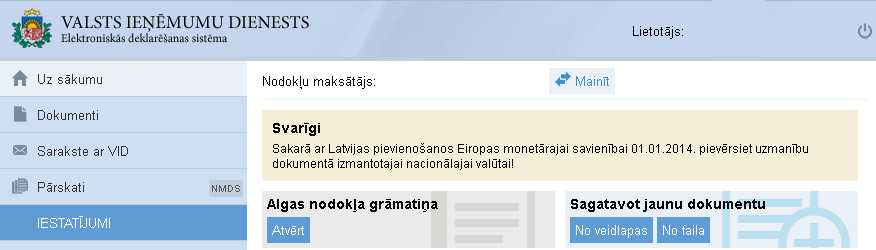 VALSTS IEŅĒMUMU DIENESTS
Elektroniskās deklarēšanas sistēma
Lietotājs:
Uz sākumu
Dokumenti
Sarakste ar VID
Pārskati
NMDS
IESTATĪJUMI
Nodokļu maksātājs:
Mainīt
Svarīgi
Sakarā ar Latvijas pievienošanos Eiropas monetārajai savienībai 01.01.2014. pievērsiet uzmanību
dokumentā izmantotajai nacionālajai valūtai!
Algas nodokļa grāmatiņa
Atvērt
Sagatavot jaunu dokumentu
No veidlapas
No faila